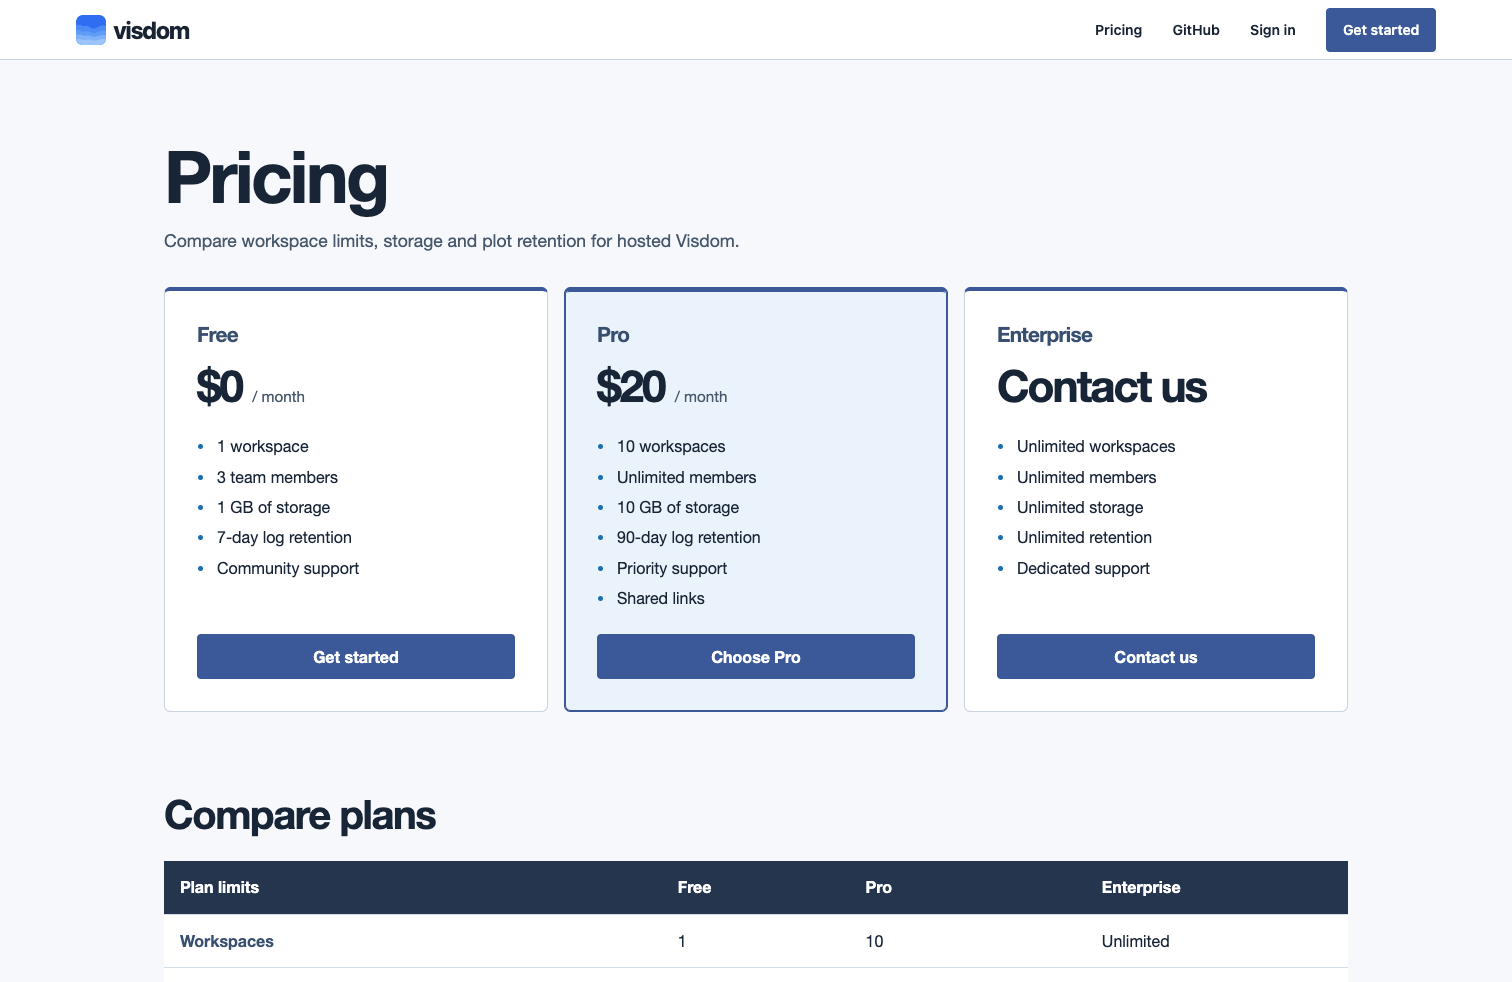 visdom
Pricing
GitHub
Sign in
Get started
Pricing
Compare workspace limits, storage and plot retention for hosted Visdom.
Free
$0 / month
• 1 workspace
• 3 team members
• 1 GB of storage
• 7-day log retention
• Community support
Get started
Pro
$20 / month
• 10 workspaces
• Unlimited members
• 10 GB of storage
• 90-day log retention
• Priority support
• Shared links
Choose Pro
Enterprise
Contact us
• Unlimited workspaces
• Unlimited members
• Unlimited storage
• Unlimited retention
• Dedicated support
Contact us
Compare plans
Plan limits Free Pro Enterprise
Workspaces 1 10 Unlimited